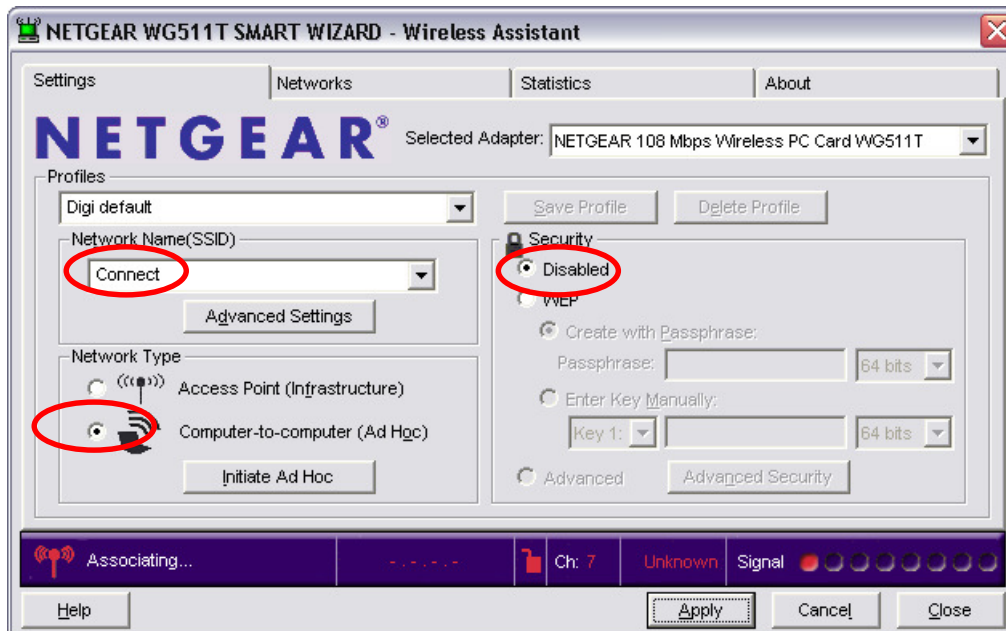 NETGEAR WG511T SMART WIZARD - Wireless Assistant
Settings Networks Statistics About
NETGEAR® Selected Adapter: NETGEAR 108 Mbps Wireless PC Card WG511T
Profiles
Digi default Save Profile Delete Profile
Network Name(SSID) Security
Connect Disabled
WEP
Advanced Settings Create with Passphrase:
Network Type Passphrase: 64 bits
Access Point (Infrastructure) Enter Key Manually:
Computer-to-computer (Ad Hoc) Key 1: 64 bits
Initiate Ad Hoc Advanced Advanced Security
Associating... -.-.-.- Ch: 7 Unknown Signal
Help Apply Cancel Close